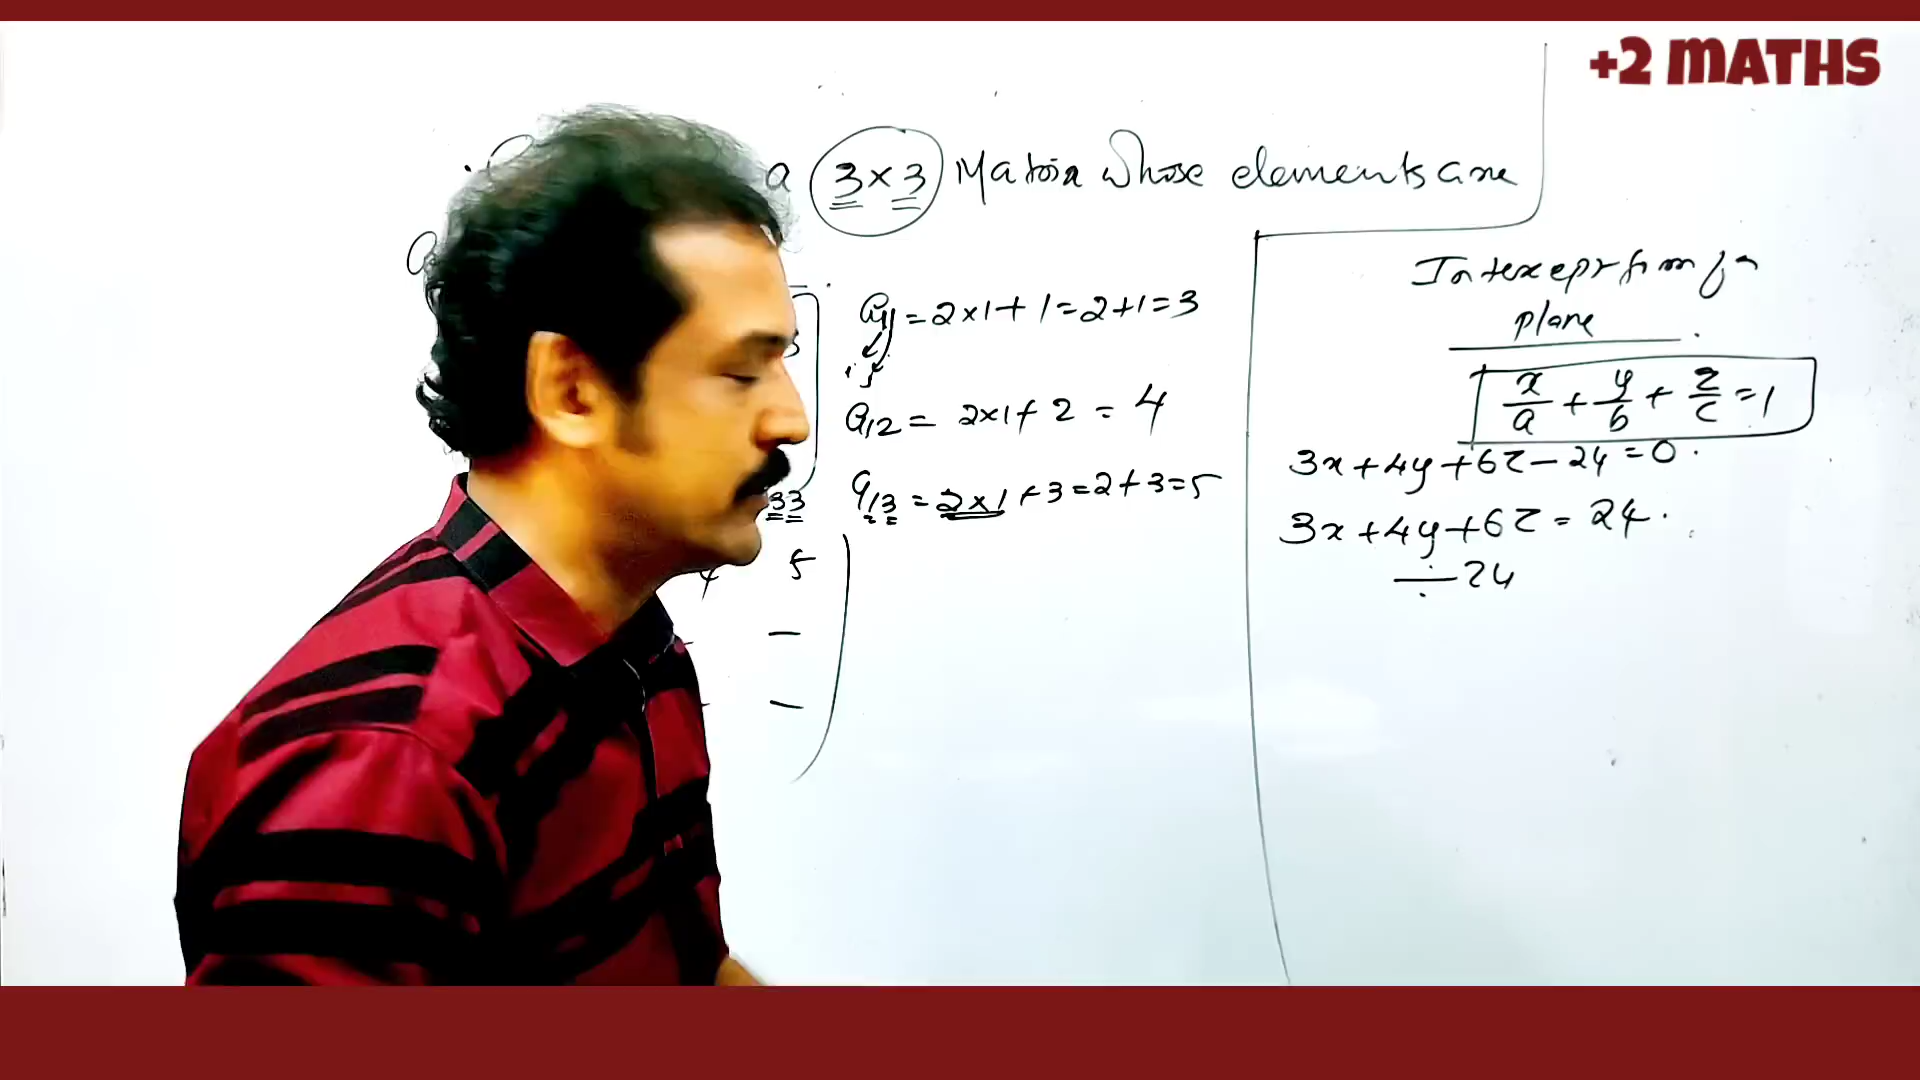 +2 MATHS
a 3×3 Matrix whose elements are
a₁₁ = 2×1+1=2+1=3
i j
a₁₂ = 2×1+2 = 4
a₁₃ = 2×1+3=2+3=5
3
33
4 5
—
—
Intercept form of a
plane
x/a + y/b + z/c = 1
3x+4y+6z−24=0.
3x+4y+6z=24.
÷24